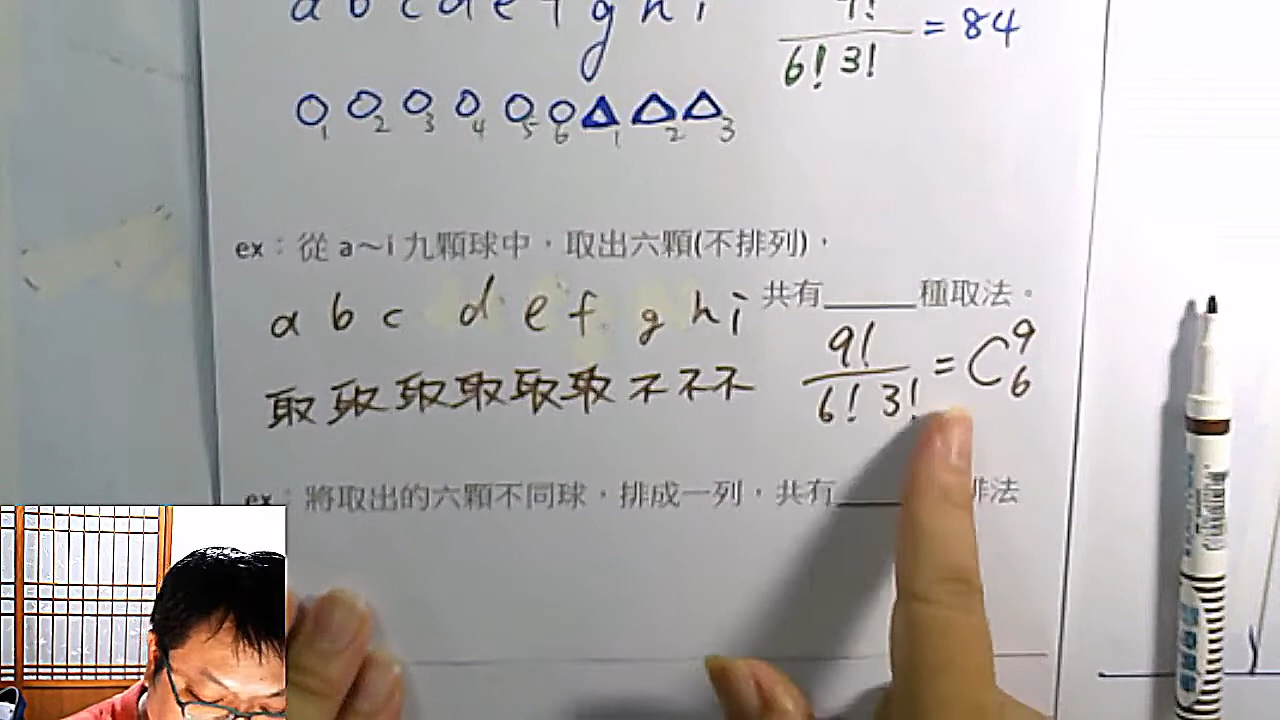 a b c d e f g h i
9!
6! 3! = 84
1 2 3 4 5 6 1 2 3
ex：從 a～i 九顆球中，取出六顆(不排列)，
共有______種取法。
a b c d e f g h i
取取取取取取不不不
9!
6! 3! = C 9 6
ex：將取出的六顆不同球，排成一列，共有 排法